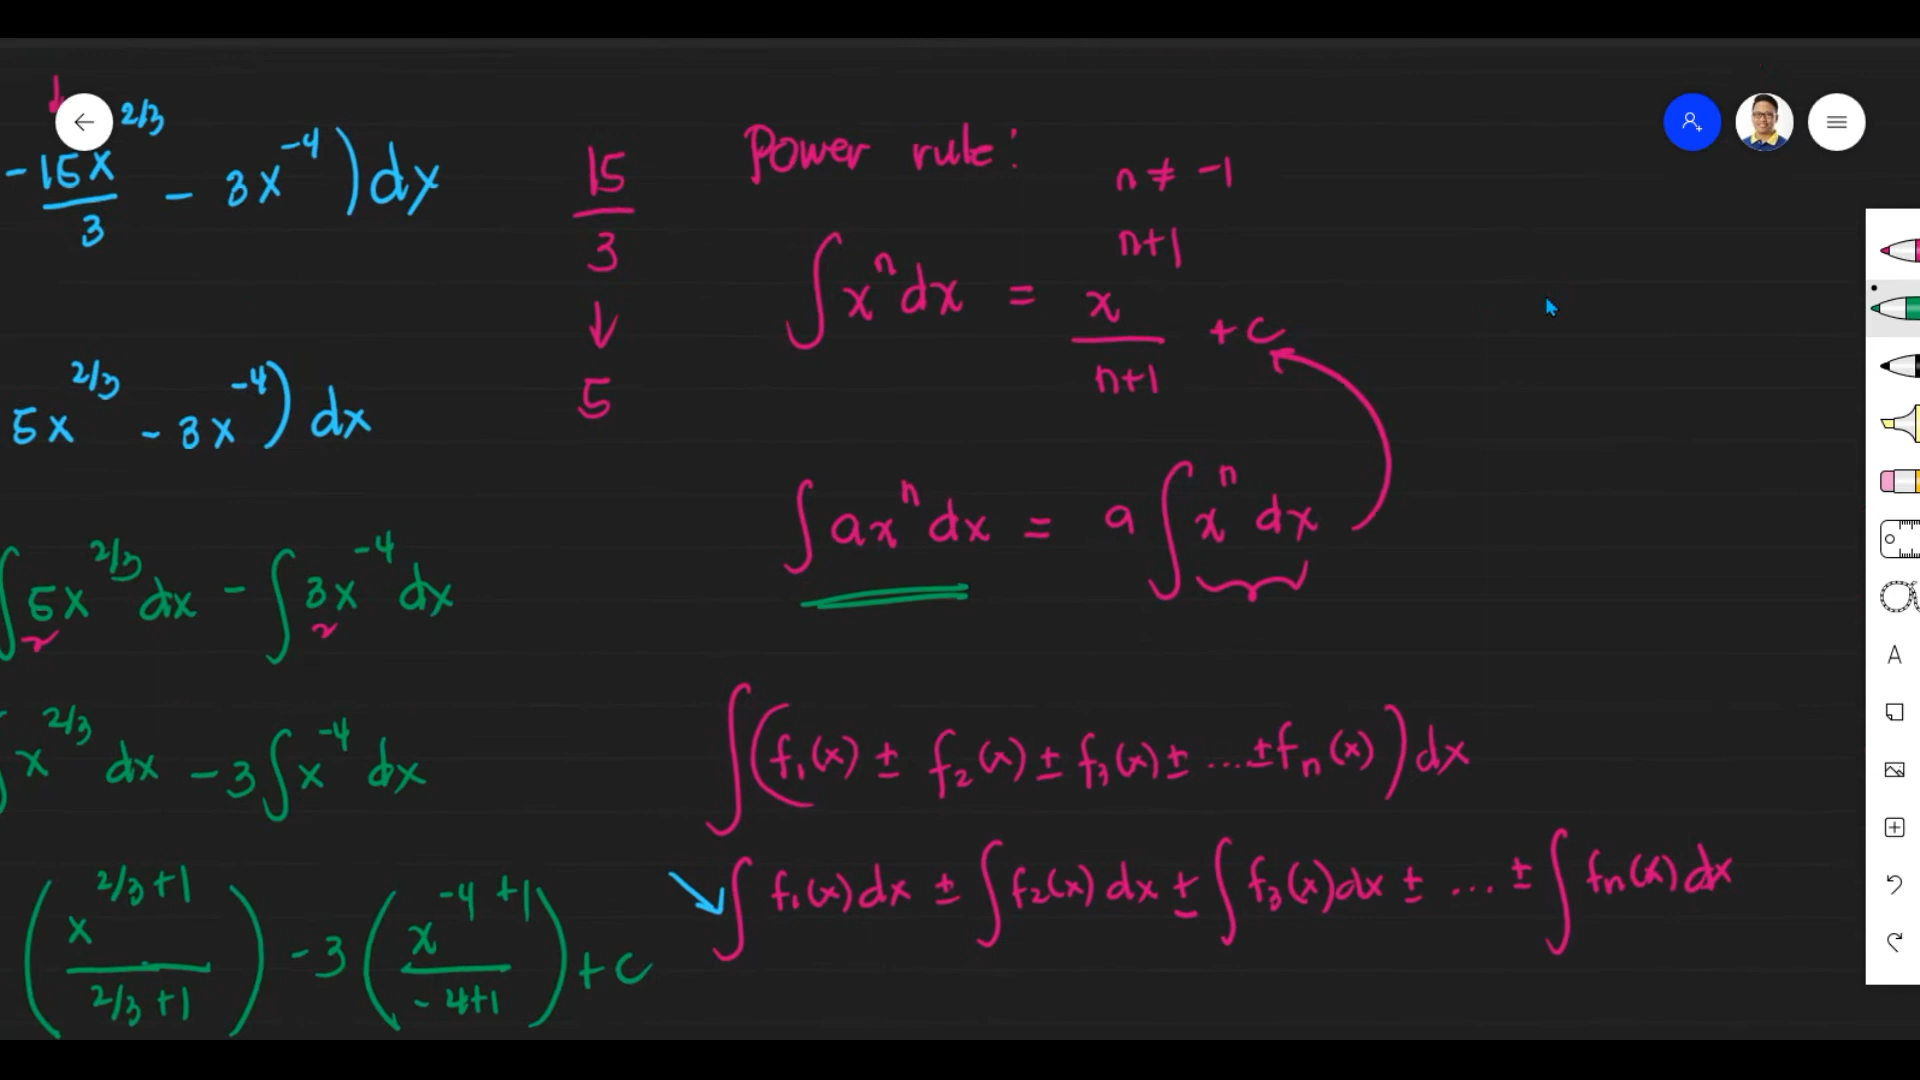 -15x^{2/3}/3 - 3x^{-4}) dx
5x^{2/3} - 3x^{-4}) dx
∫ 5x^{2/3} dx - ∫ 3x^{-4} dx
∫ x^{2/3} dx - 3 ∫ x^{-4} dx
(x^{2/3+1}/(2/3+1)) - 3 (x^{-4+1}/(-4+1)) + c
15/3
↓
5
Power rule:
n ≠ -1
∫ x^n dx = x^{n+1}/(n+1) + c
∫ ax^n dx = a ∫ x^n dx
∫ (f₁(x) ± f₂(x) ± f₃(x) ± ... ± fₙ(x)) dx
∫ f₁(x) dx ± ∫ f₂(x) dx ± ∫ f₃(x) dx ± ... ± ∫ fₙ(x) dx
A